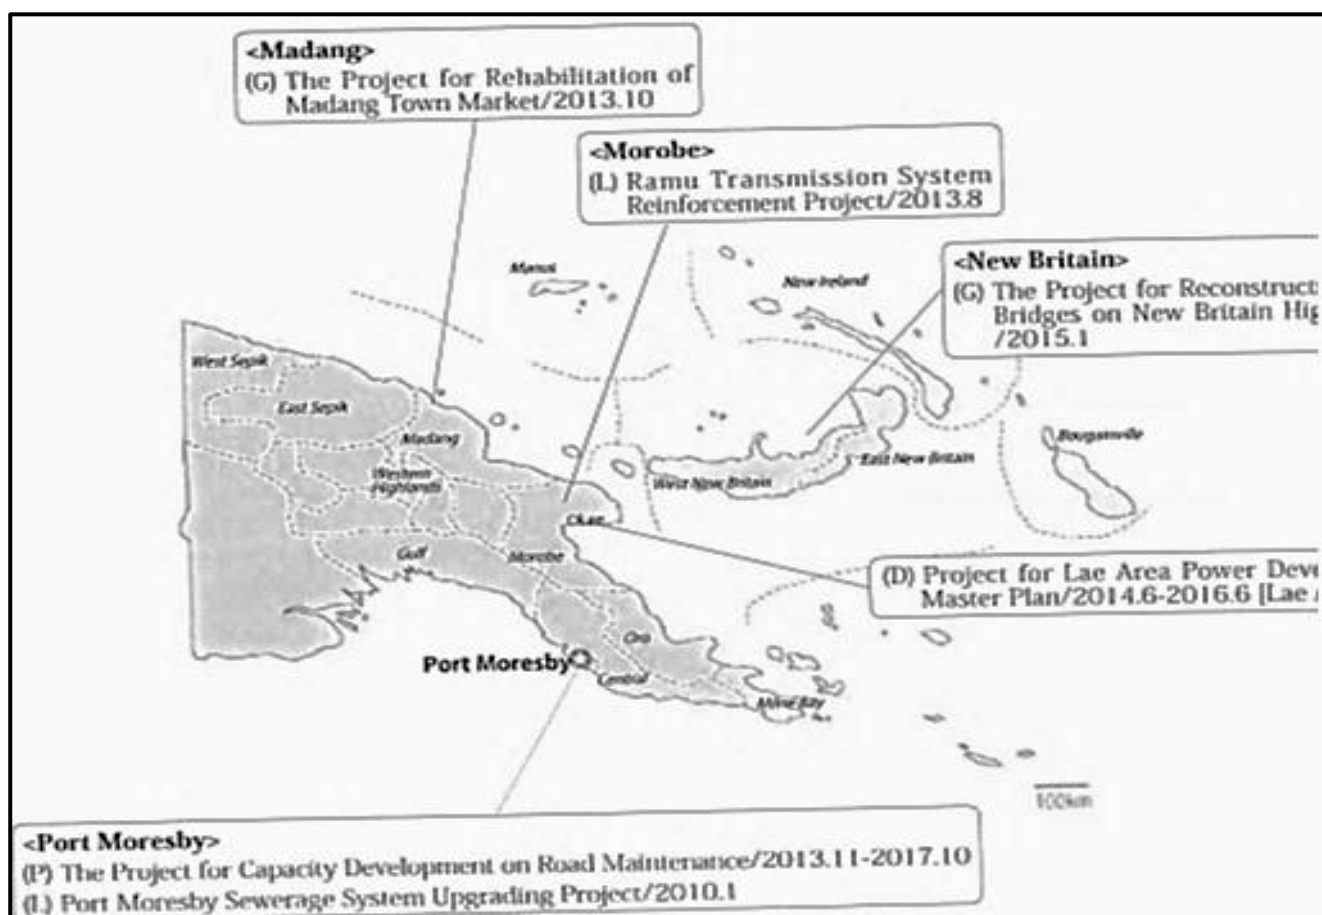 <Madang>
(G) The Project for Rehabilitation of
Madang Town Market/2013.10
<Morobe>
(L) Ramu Transmission System
Reinforcement Project/2013.8
<New Britain>
(G) The Project for Reconstruct
Bridges on New Britain Hig
/2015.1
Manus
New Ireland
West Sepik
East Sepik
Madang
Western
Highlands
West New Britain
East New Britain
Bougainville
Lae
Gulf
Morobe
(D) Project for Lae Area Power Deve
Master Plan/2014.6-2016.6 [Lae
Oro
Port Moresby
Central
Milne Bay
100km
<Port Moresby>
(P) The Project for Capacity Development on Road Maintenance/2013.11-2017.10
(L) Port Moresby Sewerage System Upgrading Project/2010.1